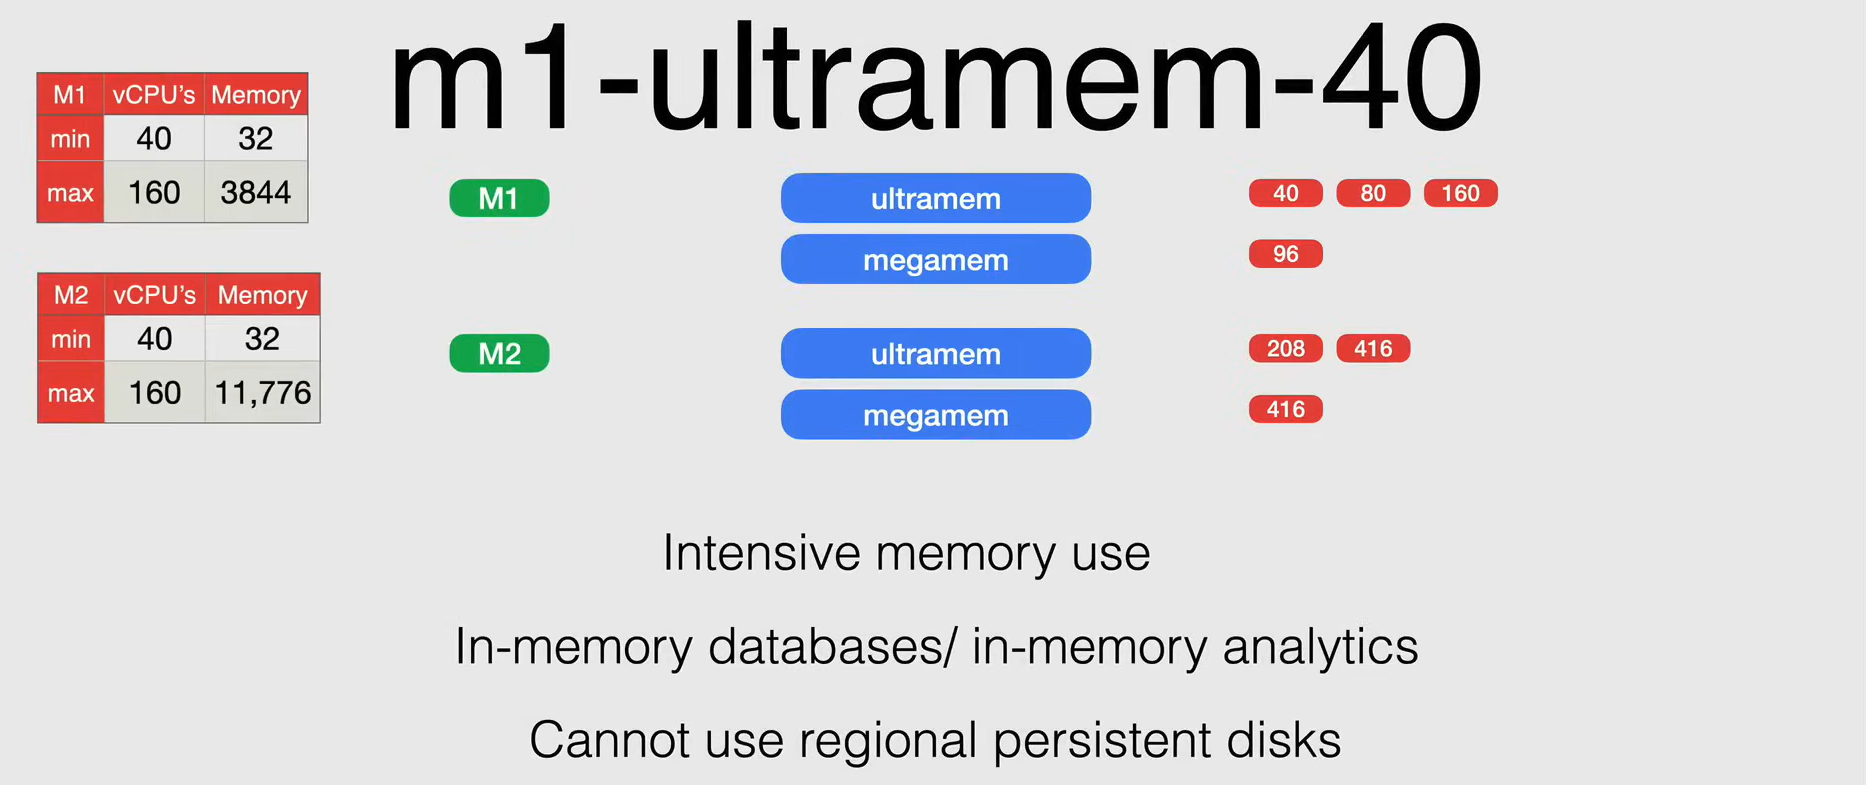 m1-ultramem-40
M1 vCPU's Memory
min 40 32
max 160 3844
M2 vCPU's Memory
min 40 32
max 160 11,776
M1 ultramem 40 80 160
megamem 96
M2 ultramem 208 416
megamem 416
Intensive memory use
In-memory databases/ in-memory analytics
Cannot use regional persistent disks